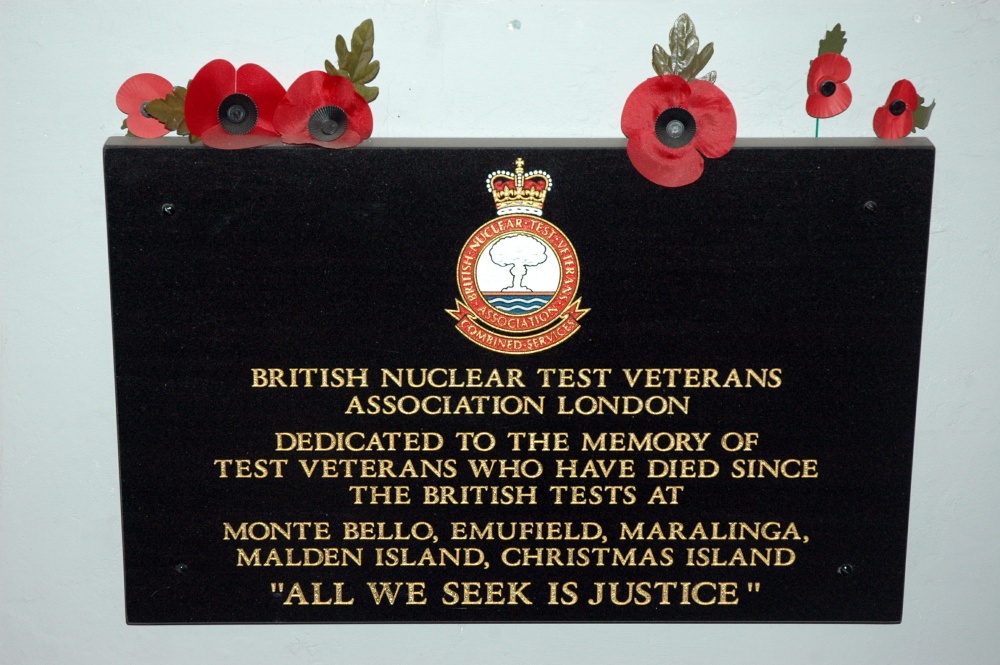 BRITISH·NUCLEAR·TEST·VETERANS·
ASSOCIATION
COMBINED·SERVICES
BRITISH NUCLEAR TEST VETERANS
ASSOCIATION LONDON
DEDICATED TO THE MEMORY OF
TEST VETERANS WHO HAVE DIED SINCE
THE BRITISH TESTS AT
MONTE BELLO, EMUFIELD, MARALINGA,
MALDEN ISLAND, CHRISTMAS ISLAND
"ALL WE SEEK IS JUSTICE"